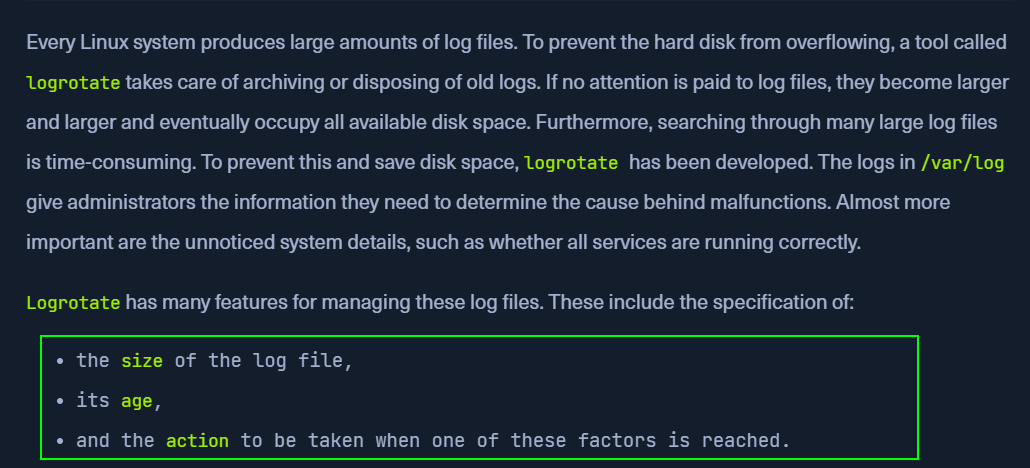 Every Linux system produces large amounts of log files. To prevent the hard disk from overflowing, a tool called
logrotate takes care of archiving or disposing of old logs. If no attention is paid to log files, they become larger
and larger and eventually occupy all available disk space. Furthermore, searching through many large log files
is time-consuming. To prevent this and save disk space, logrotate has been developed. The logs in /var/log
give administrators the information they need to determine the cause behind malfunctions. Almost more
important are the unnoticed system details, such as whether all services are running correctly.
Logrotate has many features for managing these log files. These include the specification of:
• the size of the log file,
• its age,
• and the action to be taken when one of these factors is reached.